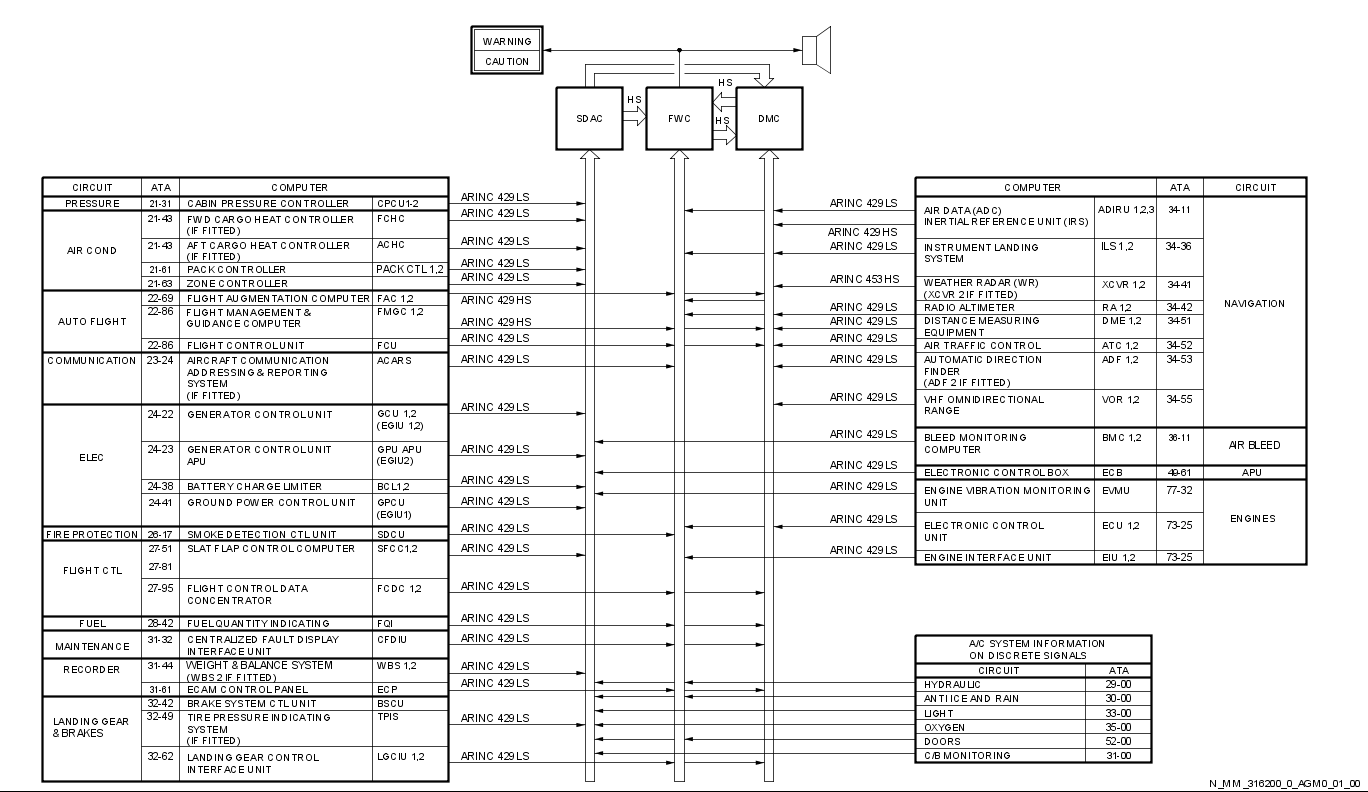 WARNING
CAUTION
HS
HS
HS
SDAC
FWC
DMC
CIRCUIT ATA COMPUTER
PRESSURE 21-31 CABIN PRESSURE CONTROLLER CPCU1-2 ARINC 429 LS
AIR COND
21-43 FWD CARGO HEAT CONTROLLER FCHC ARINC 429 LS
(IF FITTED)
21-43 AFT CARGO HEAT CONTROLLER ACHC ARINC 429 LS
(IF FITTED)
21-61 PACK CONTROLLER PACK CTL 1,2 ARINC 429 LS
21-63 ZONE CONTROLLER ARINC 429 LS
AUTO FLIGHT
22-69 FLIGHT AUGMENTATION COMPUTER FAC 1,2 ARINC 429 HS
22-86 FLIGHT MANAGEMENT & FMGC 1,2
GUIDANCE COMPUTER ARINC 429 HS
22-86 FLIGHT CONTROL UNIT FCU ARINC 429 LS
COMMUNICATION 23-24 AIRCRAFT COMMUNICATION ACARS ARINC 429 LS
ADDRESSING & REPORTING
SYSTEM
(IF FITTED)
ELEC
24-22 GENERATOR CONTROL UNIT GCU 1,2 ARINC 429 LS
(EGIU 1,2)
24-23 GENERATOR CONTROL UNIT GPU APU ARINC 429 LS
APU (EGIU2)
24-38 BATTERY CHARGE LIMITER BCL1,2 ARINC 429 LS
24-41 GROUND POWER CONTROL UNIT GPCU ARINC 429 LS
(EGIU1)
FIRE PROTECTION 26-17 SMOKE DETECTION CTL UNIT SDCU ARINC 429 LS
FLIGHT CTL
27-51 SLAT FLAP CONTROL COMPUTER SFCC1,2 ARINC 429 LS
27-81
27-95 FLIGHT CONTROL DATA FCDC 1,2 ARINC 429 LS
CONCENTRATOR
FUEL 28-42 FUEL QUANTITY INDICATING FQI ARINC 429 LS
MAINTENANCE 31-32 CENTRALIZED FAULT DISPLAY CFDIU ARINC 429 LS
INTERFACE UNIT
RECORDER
31-44 WEIGHT & BALANCE SYSTEM WBS 1,2 ARINC 429 LS
(WBS 2 IF FITTED)
31-61 ECAM CONTROL PANEL ECP ARINC 429 LS
LANDING GEAR
& BRAKES
32-42 BRAKE SYSTEM CTL UNIT BSCU
32-49 TIRE PRESSURE INDICATING TPIS ARINC 429 LS
SYSTEM
(IF FITTED)
32-62 LANDING GEAR CONTROL LGCIU 1,2 ARINC 429 LS
INTERFACE UNIT
COMPUTER ATA CIRCUIT
ARINC 429 LS AIR DATA (ADC) ADIRU 1,2,3 34-11
INERTIAL REFERENCE UNIT (IRS)
ARINC 429 HS
ARINC 429 LS INSTRUMENT LANDING ILS 1,2 34-36
SYSTEM
ARINC 453 HS WEATHER RADAR (WR) XCVR 1,2 34-41
(XCVR 2 IF FITTED)
NAVIGATION
ARINC 429 LS RADIO ALTIMETER RA 1,2 34-42
ARINC 429 LS DISTANCE MEASURING DME 1,2 34-51
EQUIPMENT
ARINC 429 LS AIR TRAFFIC CONTROL ATC 1,2 34-52
ARINC 429 LS AUTOMATIC DIRECTION ADF 1,2 34-53
FINDER
(ADF 2 IF FITTED)
ARINC 429 LS VHF OMNIDIRECTIONAL VOR 1,2 34-55
RANGE
ARINC 429 LS BLEED MONITORING BMC 1,2 36-11 AIR BLEED
COMPUTER
ARINC 429 LS ELECTRONIC CONTROL BOX ECB 49-61 APU
ARINC 429 LS ENGINE VIBRATION MONITORING EVMU 77-32
UNIT
ENGINES
ARINC 429 LS ELECTRONIC CONTROL ECU 1,2 73-25
UNIT
ARINC 429 LS ENGINE INTERFACE UNIT EIU 1,2 73-25
A/C SYSTEM INFORMATION
ON DISCRETE SIGNALS
CIRCUIT ATA
HYDRAULIC 29-00
ANTI ICE AND RAIN 30-00
LIGHT 33-00
OXYGEN 35-00
DOORS 52-00
C/B MONITORING 31-00
N_MM_316200_0_AGM0_01_00